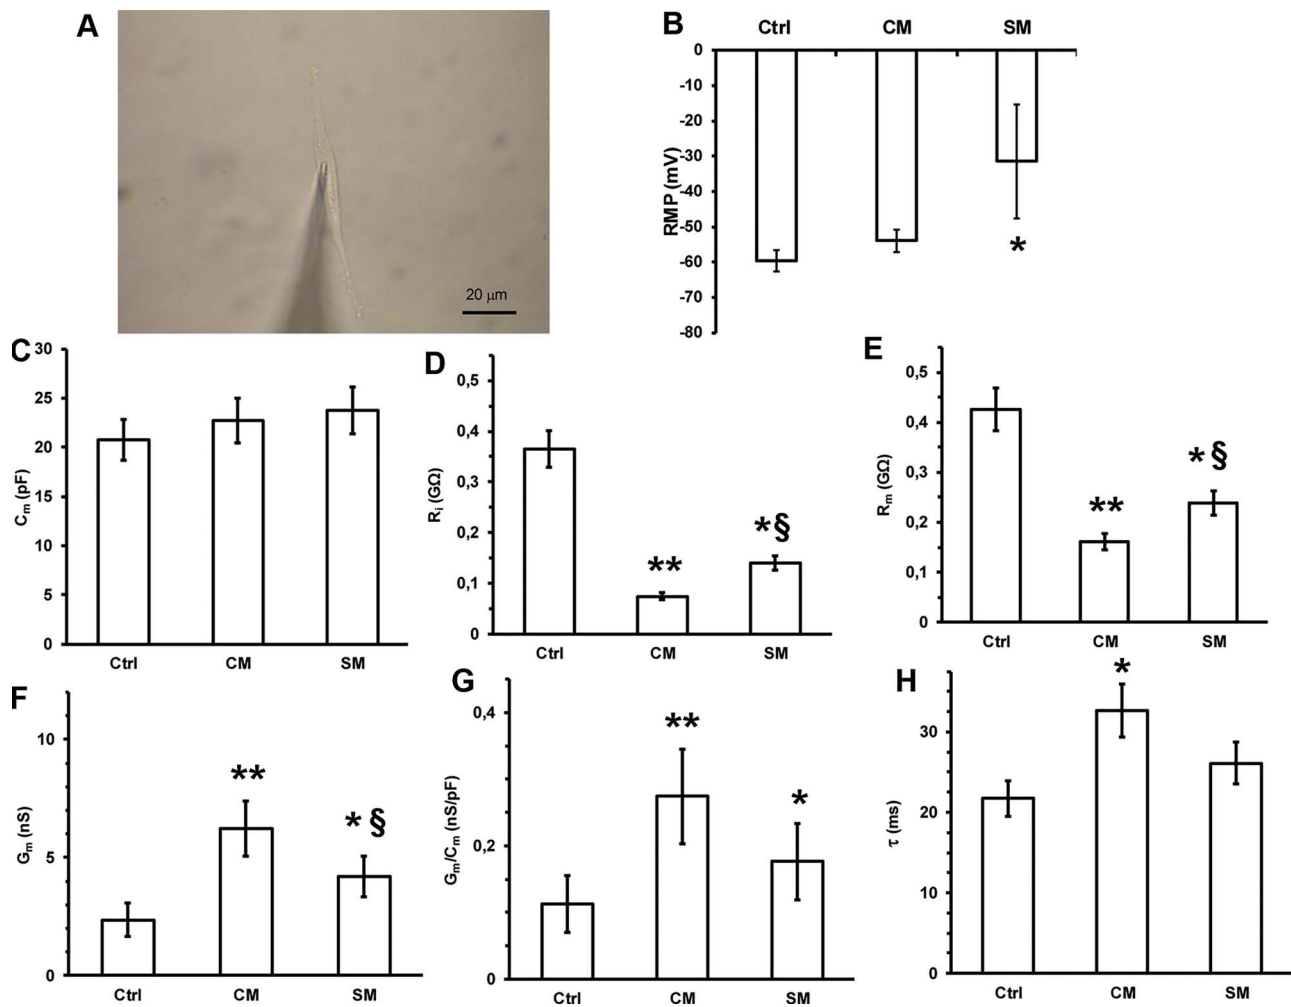 A
20 μm
B
Ctrl CM SM
RMP (mV)
0
-10
-20
-30
-40
-50
-60
-70
-80
*
C
Cm (pF)
30
25
20
15
10
5
0
Ctrl CM SM
D
Ri (GΩ)
0,5
0,4
0,3
0,2
0,1
0
**
*§
Ctrl CM SM
E
Rm (GΩ)
0,5
0,4
0,3
0,2
0,1
0
**
*§
Ctrl CM SM
F
Gm (nS)
10
5
0
**
*§
Ctrl CM SM
G
Gm/Cm (nS/pF)
0,4
0,2
0
**
*
Ctrl CM SM
H
τ (ms)
30
20
10
0
*
Ctrl CM SM